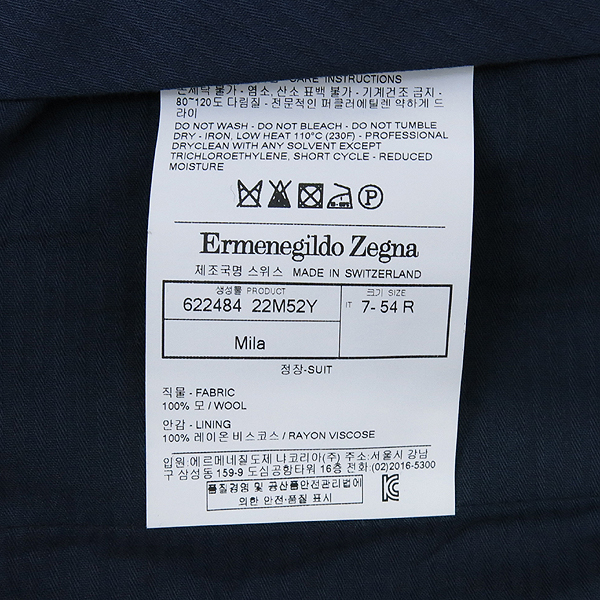 CARE INSTRUCTIONS
손세탁 불가 - 염소, 산소 표백 불가 - 기계건조 금지 -
80~120도 다림질 - 전문적인 퍼클러에틸렌 약하게 드
라이
DO NOT WASH - DO NOT BLEACH - DO NOT TUMBLE
DRY - IRON, LOW HEAT 110°C (230F) - PROFESSIONAL
DRYCLEAN WITH ANY SOLVENT EXCEPT
TRICHLOROETHYLENE, SHORT CYCLE - REDUCED
MOISTURE
P
Ermenegildo Zegna
제조국명 스위스 MADE IN SWITZERLAND
생성물 PRODUCT 크기 SIZE
622484 22M52Y IT 7- 54 R
Mila
정장-SUIT
직물 - FABRIC
100% 모 / WOOL
안감 - LINING
100% 레이온 비스코스 / RAYON VISCOSE
입원:에르메네질도제 냐코리아(주) 주소:서울시 강남
구 삼성동 159-9 도심공항타워 16층 전화:(02)2016-5300
품질경영 및 공산품안전관리법에
의한 안전·품질 표시